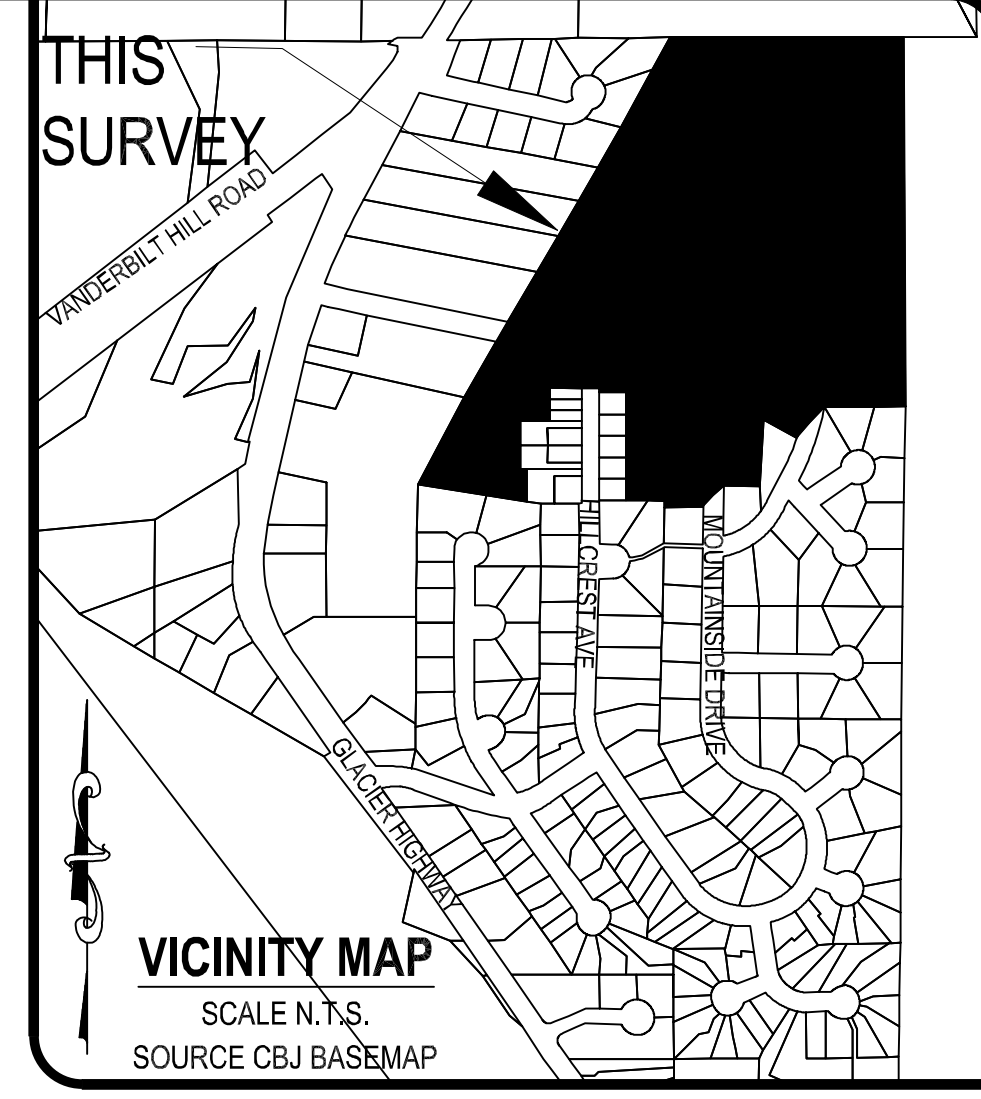 THIS
SURVEY
VANDERBILT HILL ROAD
HILLCREST AVE
MOUNTAINSIDE DRIVE
GLACIER HIGHWAY
VICINITY MAP
SCALE N.T.S.
SOURCE CBJ BASEMAP